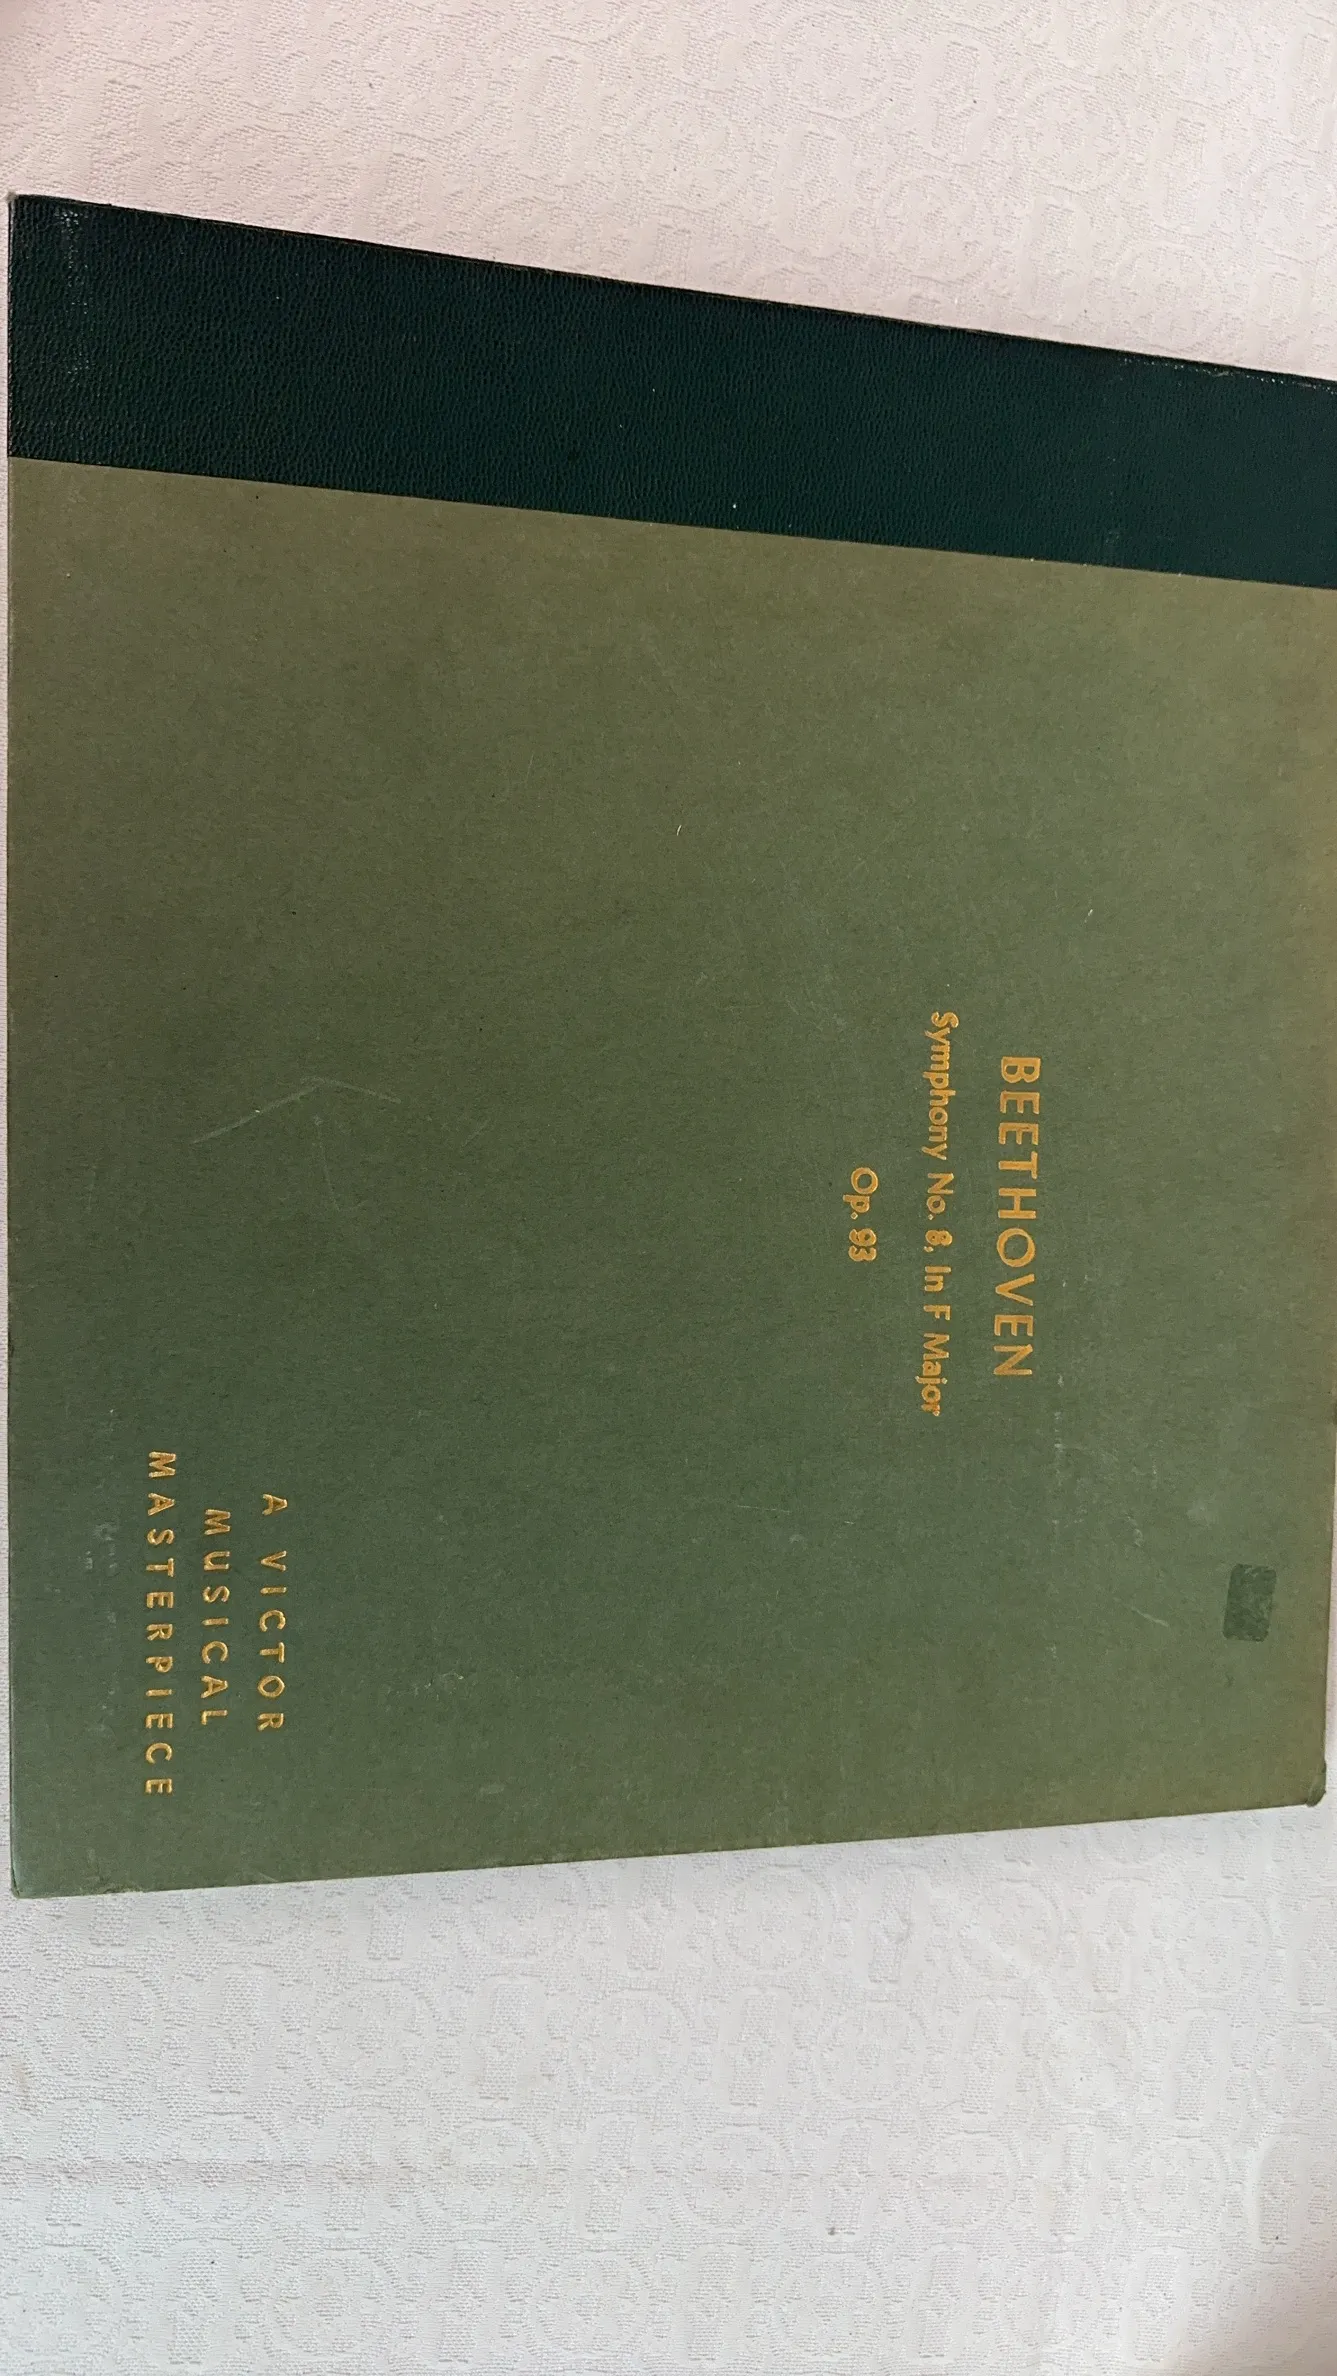 BEETHOVEN
Symphony No. 8, In F Major
Op. 93
A VICTOR
MUSICAL
MASTERPIECE